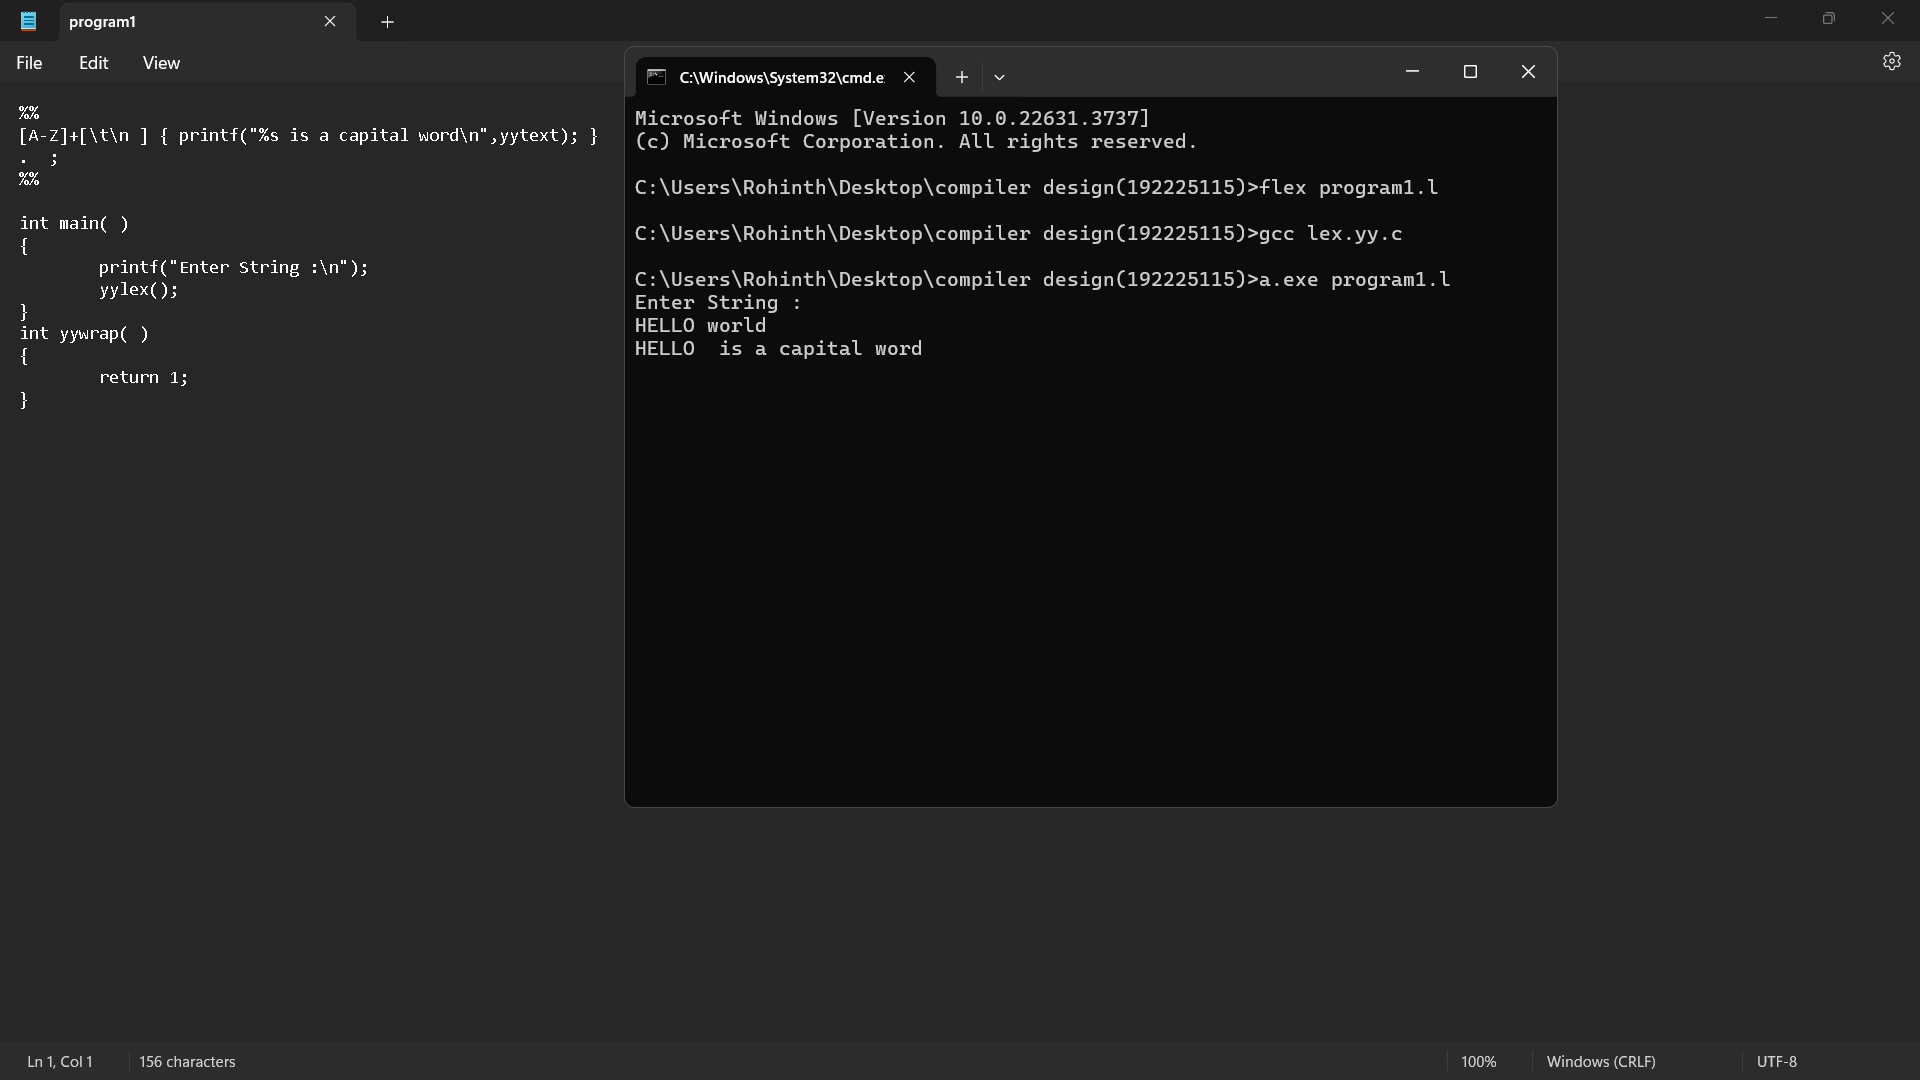 program1
File Edit View
%%
[A-Z]+[\t\n ] { printf("%s is a capital word\n",yytext); }
. ;
%%
int main( )
{
printf("Enter String :\n");
yylex();
}
int yywrap( )
{
return 1;
}
C:\Windows\System32\cmd.e
Microsoft Windows [Version 10.0.22631.3737]
(c) Microsoft Corporation. All rights reserved.
C:\Users\Rohinth\Desktop\compiler design(192225115)>flex program1.l
C:\Users\Rohinth\Desktop\compiler design(192225115)>gcc lex.yy.c
C:\Users\Rohinth\Desktop\compiler design(192225115)>a.exe program1.l
Enter String :
HELLO world
HELLO  is a capital word
Ln 1, Col 1 156 characters 100% Windows (CRLF) UTF-8